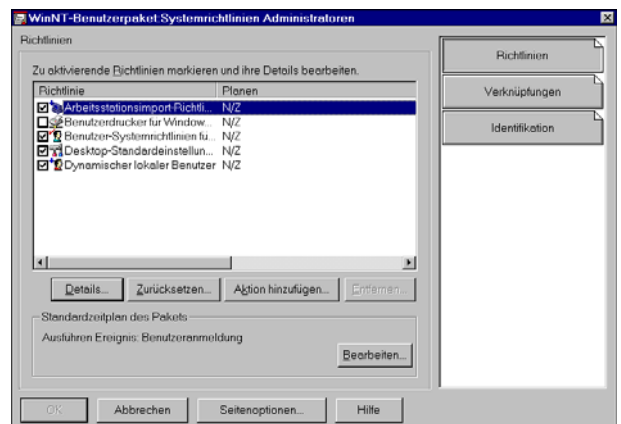 WinNT-Benutzerpaket:Systemrichtlinien Administratoren
Richtlinien
Zu aktivierende Richtlinien markieren und ihre Details bearbeiten.
Richtlinie Planen
Arbeitsstationsimport-Richtli... N/Z
Benutzerdrucker für Window... N/Z
Benutzer-Systemrichtlinien fu... N/Z
Desktop-Standardeinstellun... N/Z
Dynamischer lokaler Benutzer N/Z
Details... Zurücksetzen... Aktion hinzufügen... Entfernen...
Standardzeitplan des Pakets
Ausführen Ereignis: Benutzeranmeldung
Bearbeiten...
OK Abbrechen Seitenoptionen... Hilfe
Richtlinien
Verknüpfungen
Identifikation